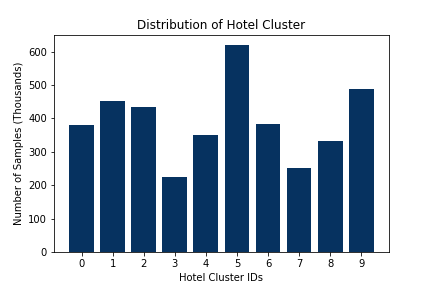 Distribution of Hotel Cluster
Number of Samples (Thousands)
600
500
400
300
200
100
0
0 1 2 3 4 5 6 7 8 9
Hotel Cluster IDs